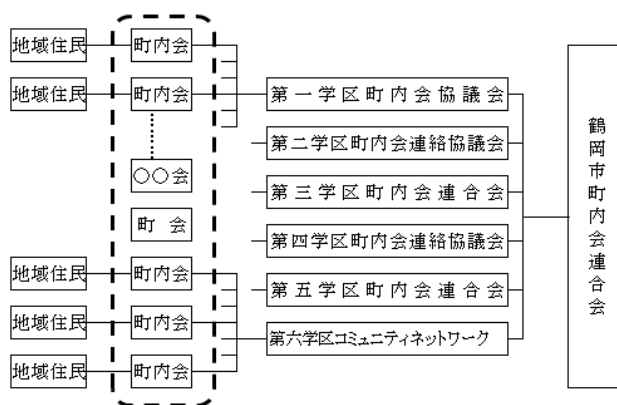 地域住民
町内会
地域住民
町内会
〇〇会
町 会
地域住民
町内会
地域住民
町内会
地域住民
町内会
第一学区町内会協議会
第二学区町内会連絡協議会
第三学区町内会連合会
第四学区町内会連絡協議会
第五学区町内会連合会
第六学区コミュニティネットワーク
鶴岡市町内会連合会